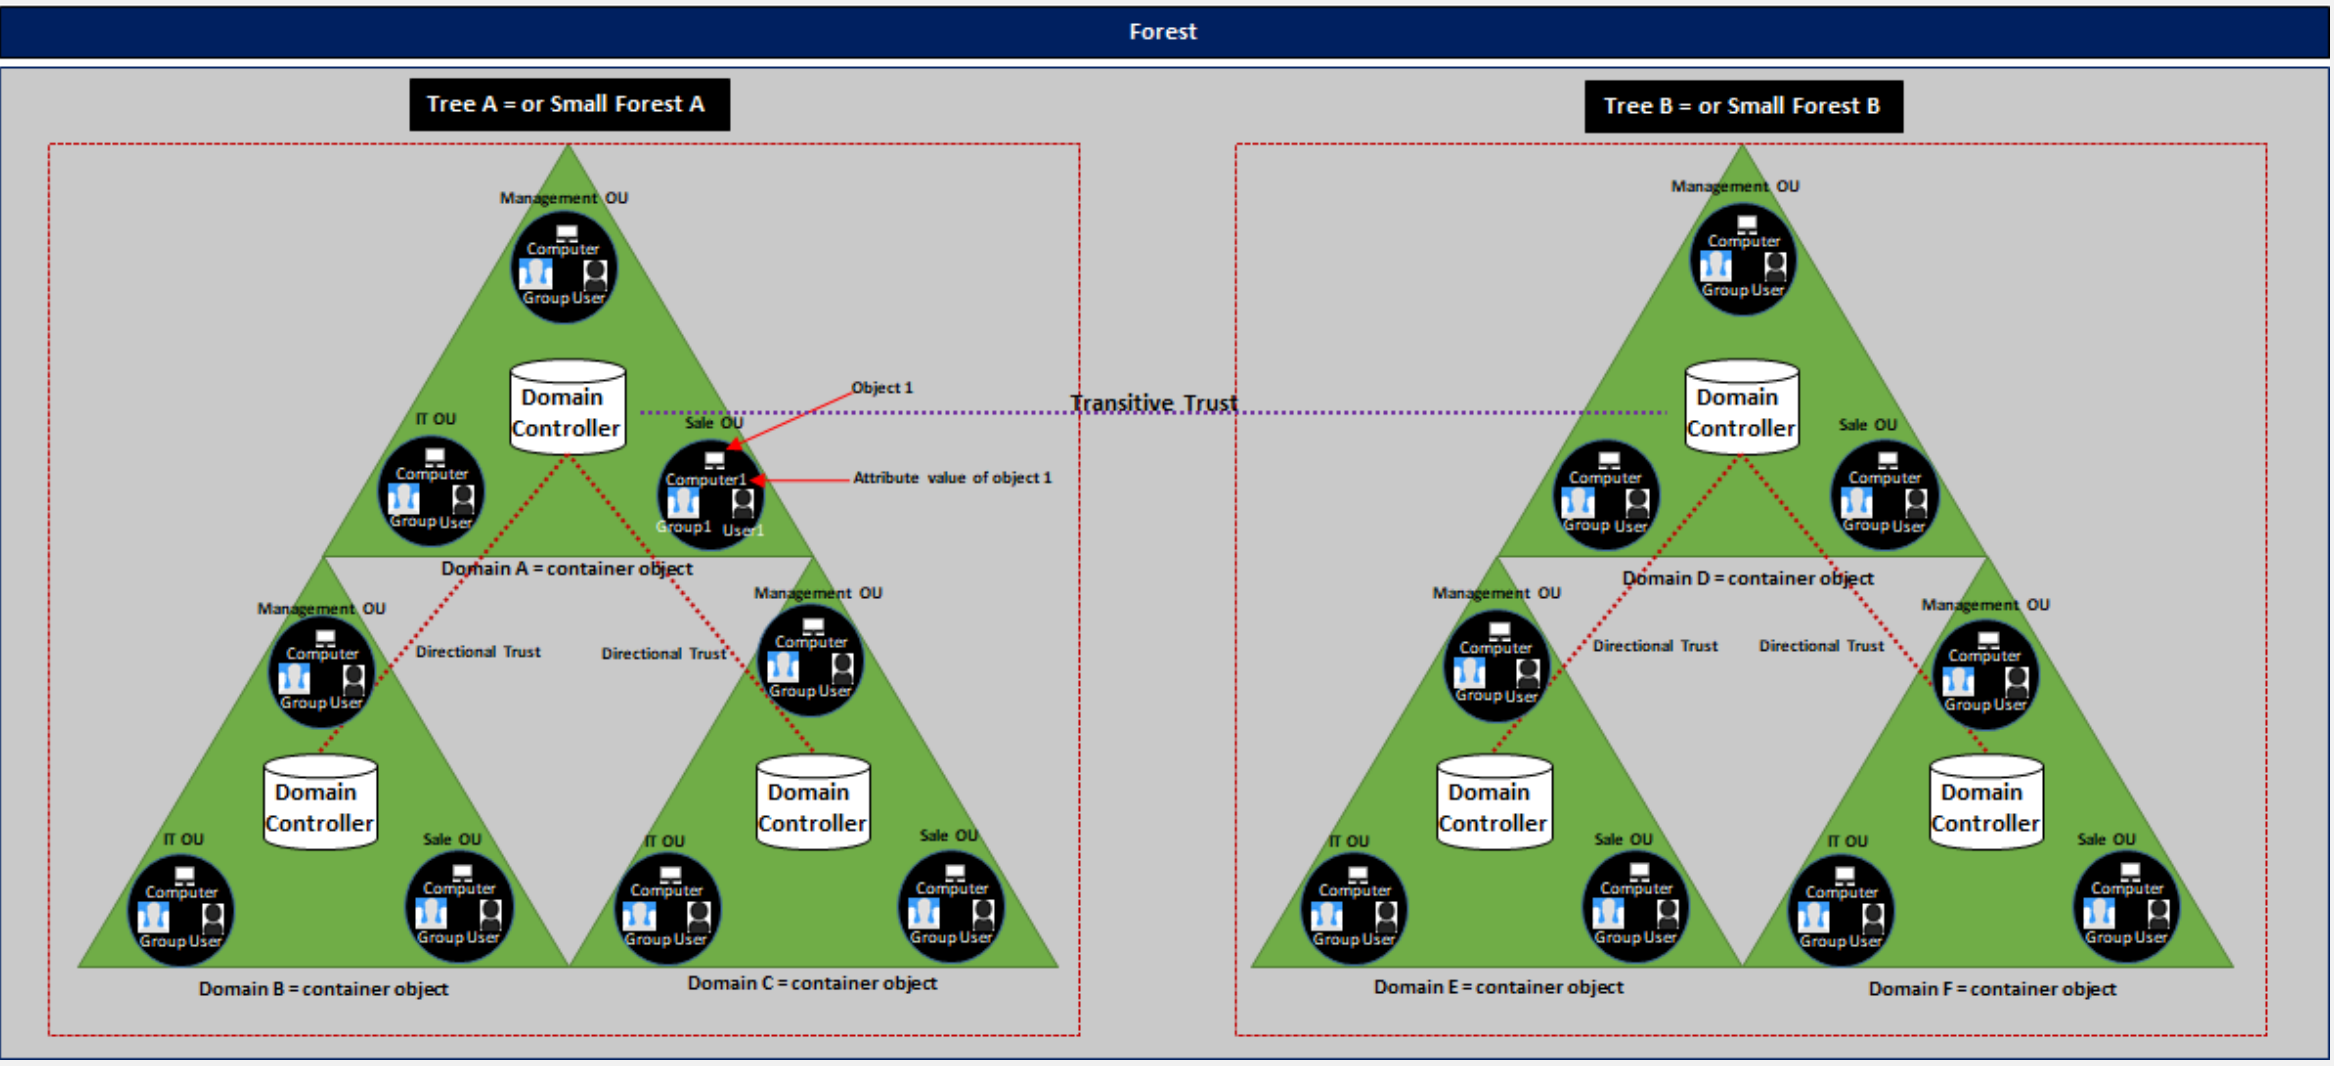 Forest
Tree A = or Small Forest A
Tree B = or Small Forest B
Management OU
Computer
Group User
Domain
Controller
IT OU
Computer
Group User
Sale OU
Computer1
Group1 User1
Object 1
Attribute value of object 1
Domain A = container object
Transitive Trust
Management OU
Computer
Group User
Directional Trust
Directional Trust
Management OU
Computer
Group User
Domain
Controller
IT OU
Computer
Group User
Sale OU
Computer
Group User
Domain B = container object
Domain
Controller
IT OU
Computer
Group User
Sale OU
Computer
Group User
Domain C = container object
Management OU
Computer
Group User
Domain
Controller
Computer
Group User
Sale OU
Computer
Group User
Domain D = container object
Management OU
Computer
Group User
Directional Trust
Directional Trust
Management OU
Computer
Group User
Domain
Controller
IT OU
Computer
Group User
Sale OU
Computer
Group User
Domain E = container object
Domain
Controller
IT OU
Computer
Group User
Sale OU
Computer
Group User
Domain F = container object